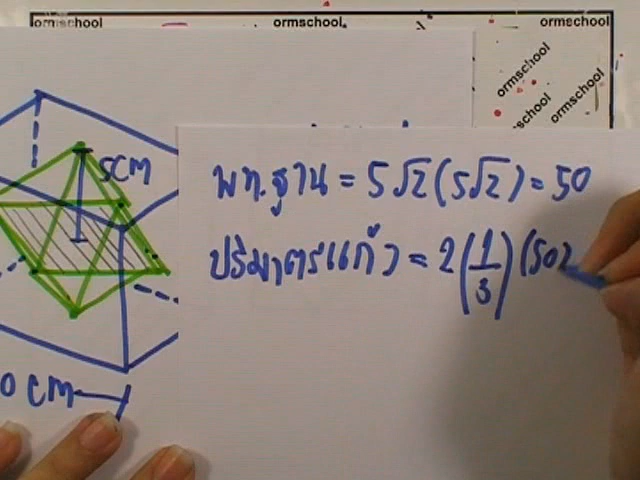 ormschool ormschool ormschool
ormschool
ormschool
ormschool
5CM
พท.ฐาน = 5√2(5√2) = 50
ปริมาตรแก้ว = 2(1/3)(50)
0 CM